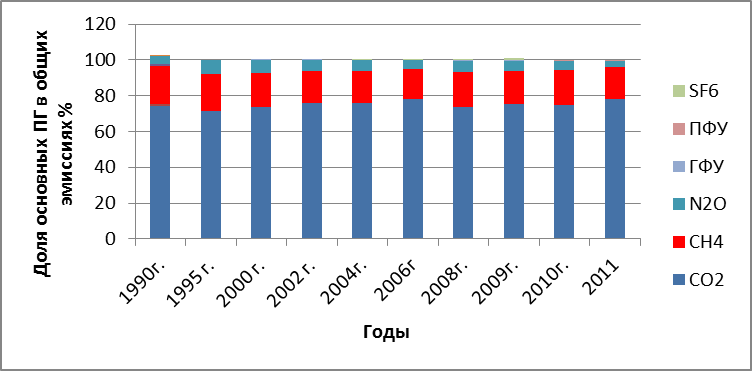 Доля основных ПГ в общих
эмиссиях %
120
100
80
60
40
20
0
1990г.
1995 г.
2000 г.
2002 г.
2004г.
2006г
2008г.
2009г.
2010г.
2011
Годы
SF6
ПФУ
ГФУ
N2O
CH4
CO2